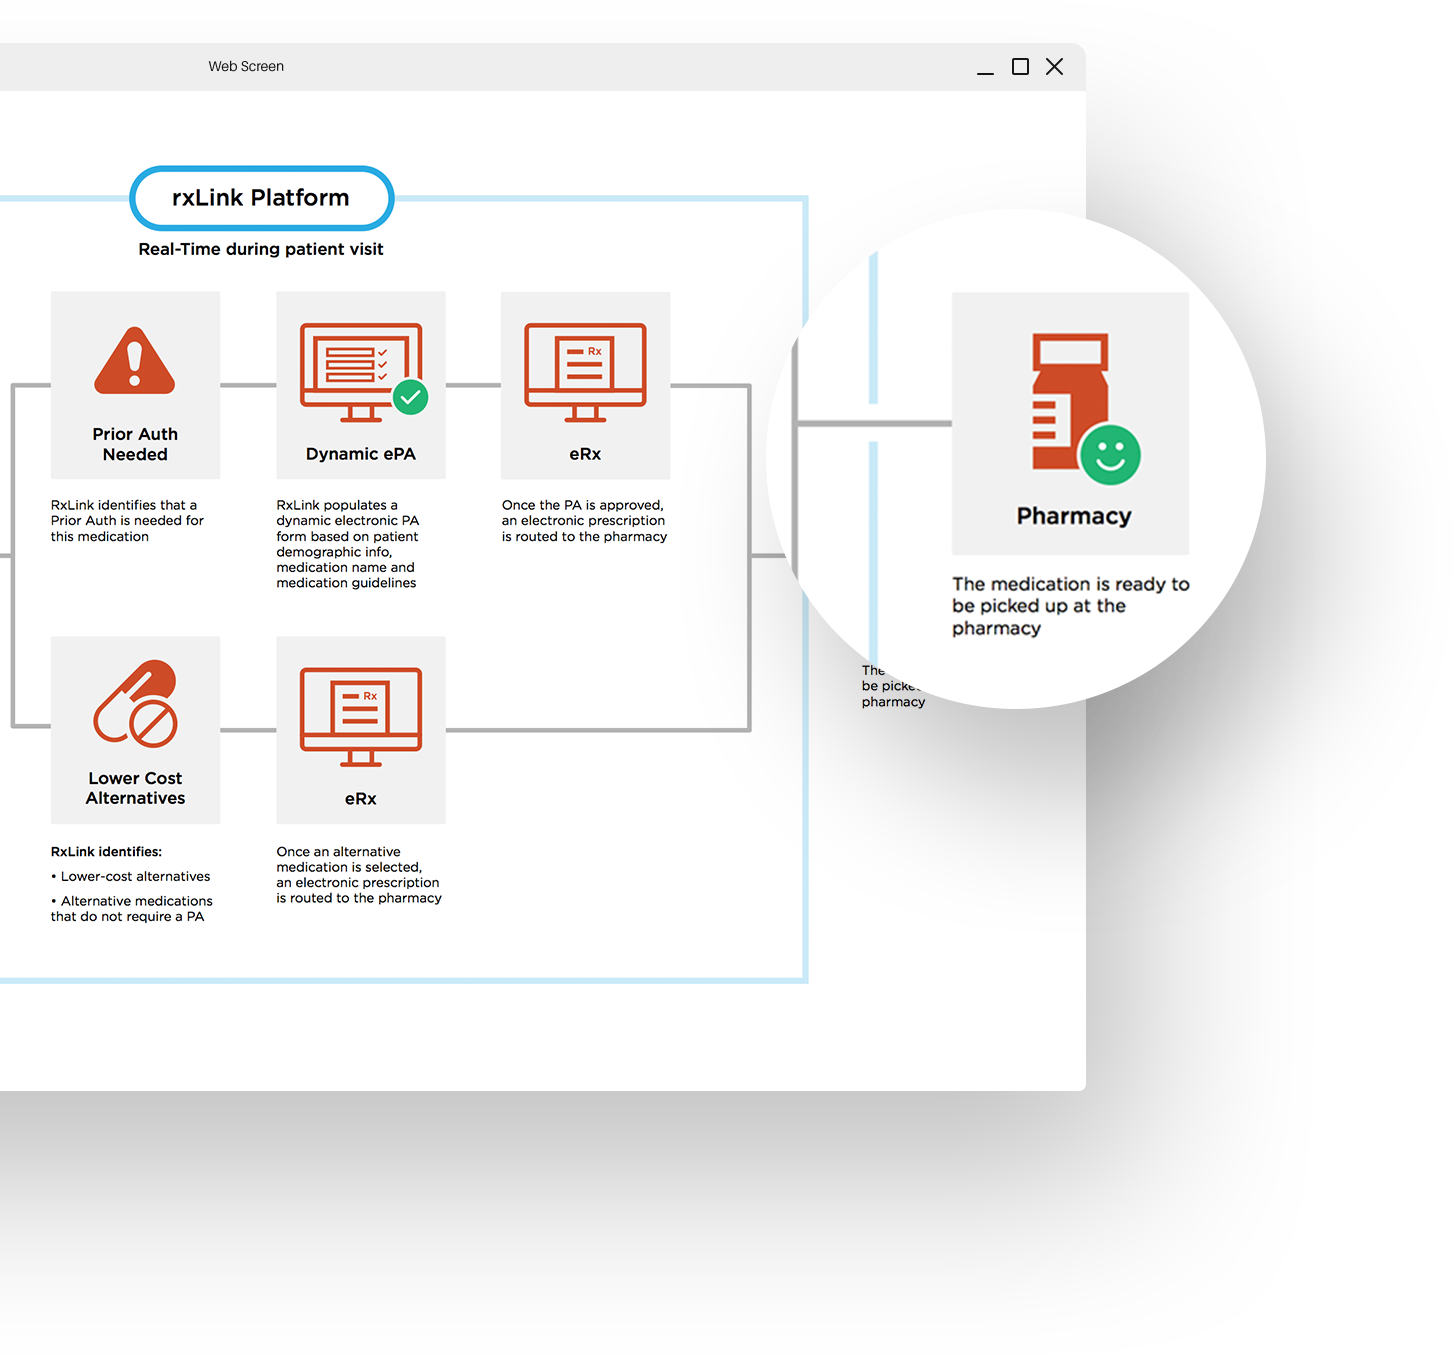 Web Screen
rxLink Platform
Real-Time during patient visit
Prior Auth
Needed
RxLink identifies that a
Prior Auth is needed for
this medication
Dynamic ePA
RxLink populates a
dynamic electronic PA
form based on patient
demographic info,
medication name and
medication guidelines
Rx
eRx
Once the PA is approved,
an electronic prescription
is routed to the pharmacy
Pharmacy
The medication is ready to
be picked up at the
pharmacy
The
be
pharmacy
Lower Cost
Alternatives
RxLink identifies:
• Lower-cost alternatives
• Alternative medications
that do not require a PA
Rx
eRx
Once an alternative
medication is selected,
an electronic prescription
is routed to the pharmacy